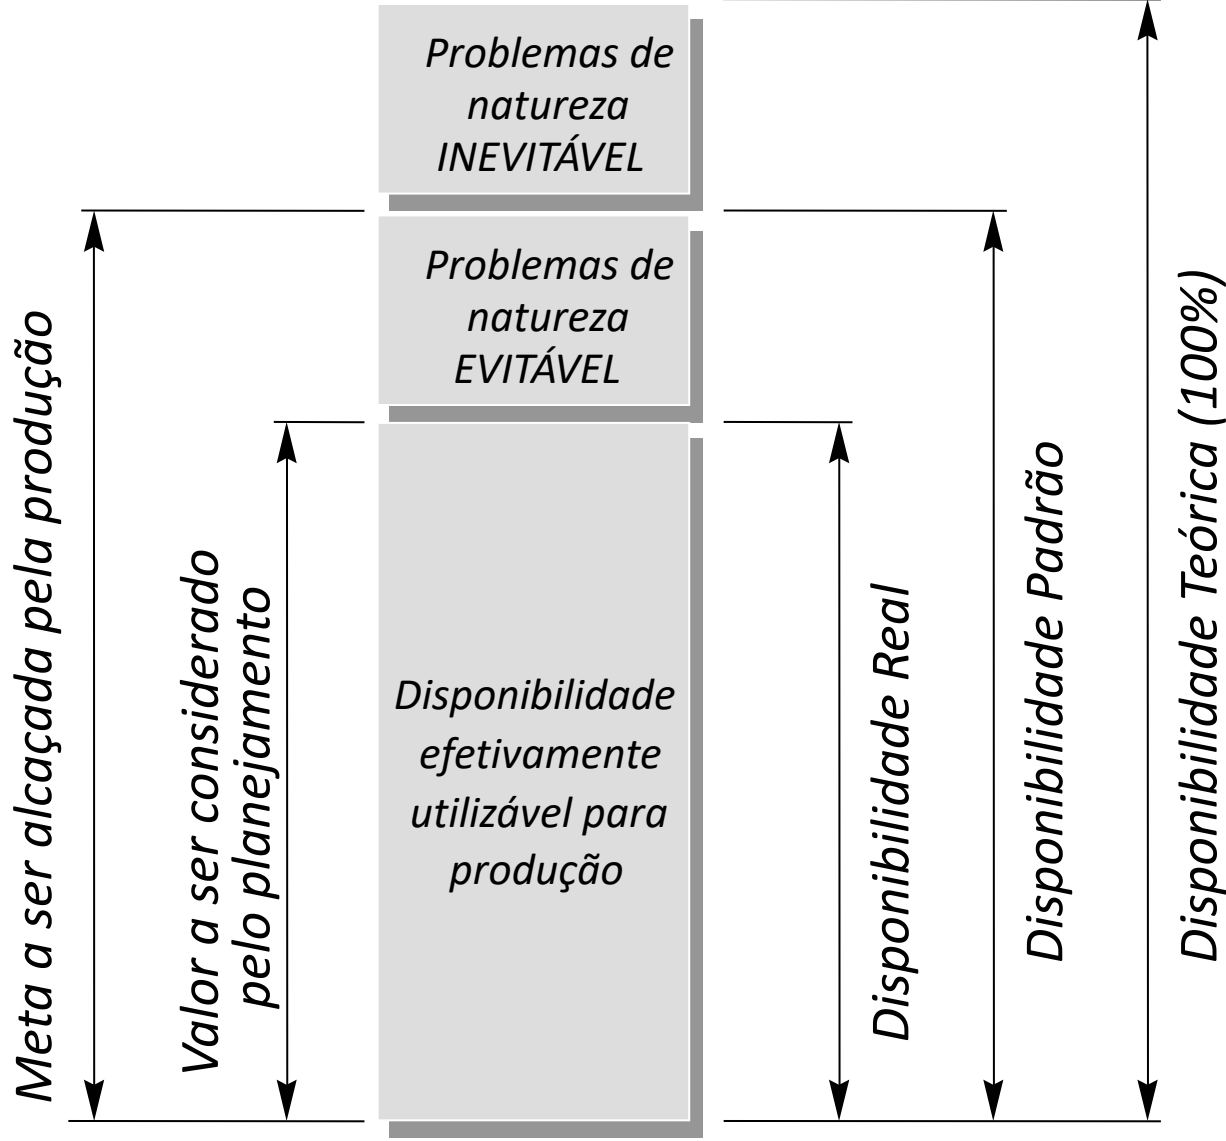 Problemas de
natureza
INEVITÁVEL
Problemas de
natureza
EVITÁVEL
Disponibilidade
efetivamente
utilizável para
produção
Meta a ser alcaçada pela produção
Valor a ser considerado
pelo planejamento
Disponibilidade Real
Disponibilidade Padrão
Disponibilidade Teórica (100%)